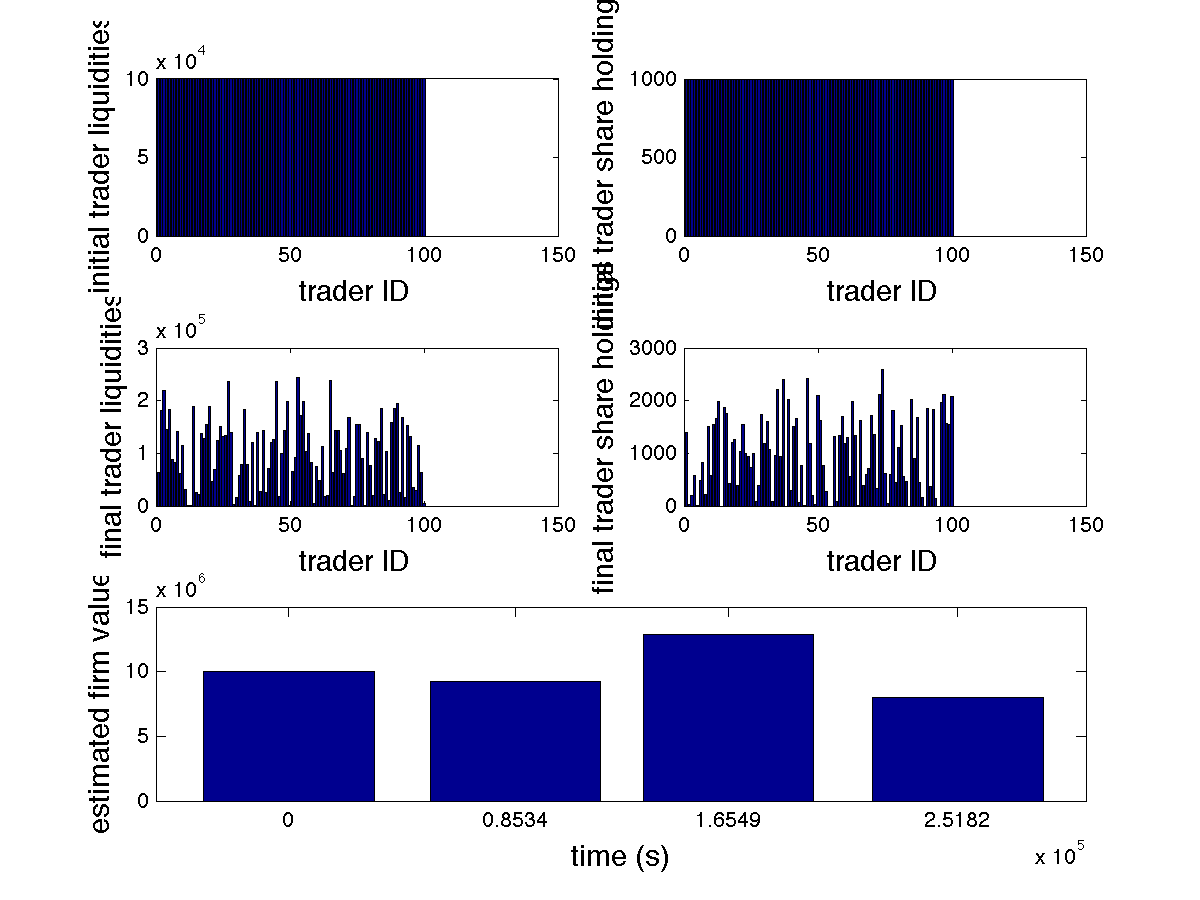 x 10^4
10
5
0
0 50 100 150
initial trader liquidities
trader ID
1000
500
0
0 50 100 150
trader share holding
trader ID
x 10^5
3
2
1
0
0 50 100 150
final trader liquidities
trader ID
3000
2000
1000
0
0 50 100 150
final trader share holdings
trader ID
x 10^6
15
10
5
0
0 0.8534 1.6549 2.5182
estimated firm value
time (s)
x 10^5